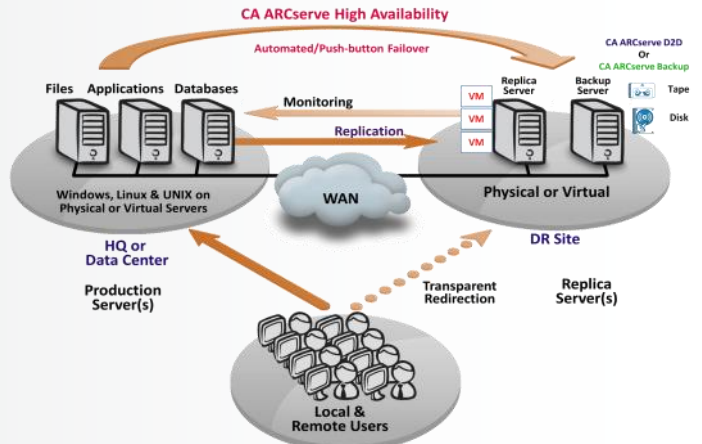 CA ARCserve High Availability
Automated/Push-button Failover
CA ARCserve D2D
Or
CA ARCserve Backup
Tape
Disk
Files
Applications
Databases
Monitoring
Replication
VM
VM
VM
Replica
Server
Backup
Server
Windows, Linux & UNIX on
Physical or Virtual Servers
WAN
Physical or Virtual
HQ or
Data Center
DR Site
Production
Server(s)
Transparent
Redirection
Replica
Server(s)
Local &
Remote Users